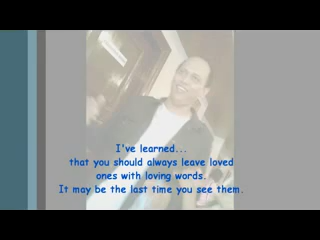 I've learned...
that you should always leave loved
ones with loving words.
It may be the last time you see them.